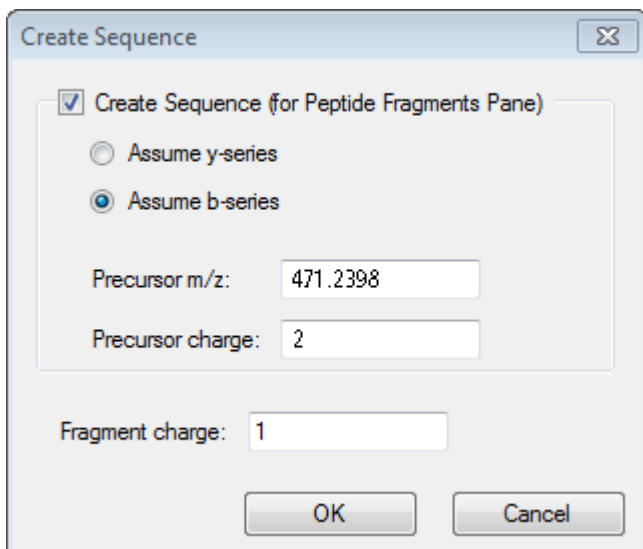 Create Sequence
Create Sequence (for Peptide Fragments Pane)
Assume y-series
Assume b-series
Precursor m/z: 471.2398
Precursor charge: 2
Fragment charge: 1
OK Cancel